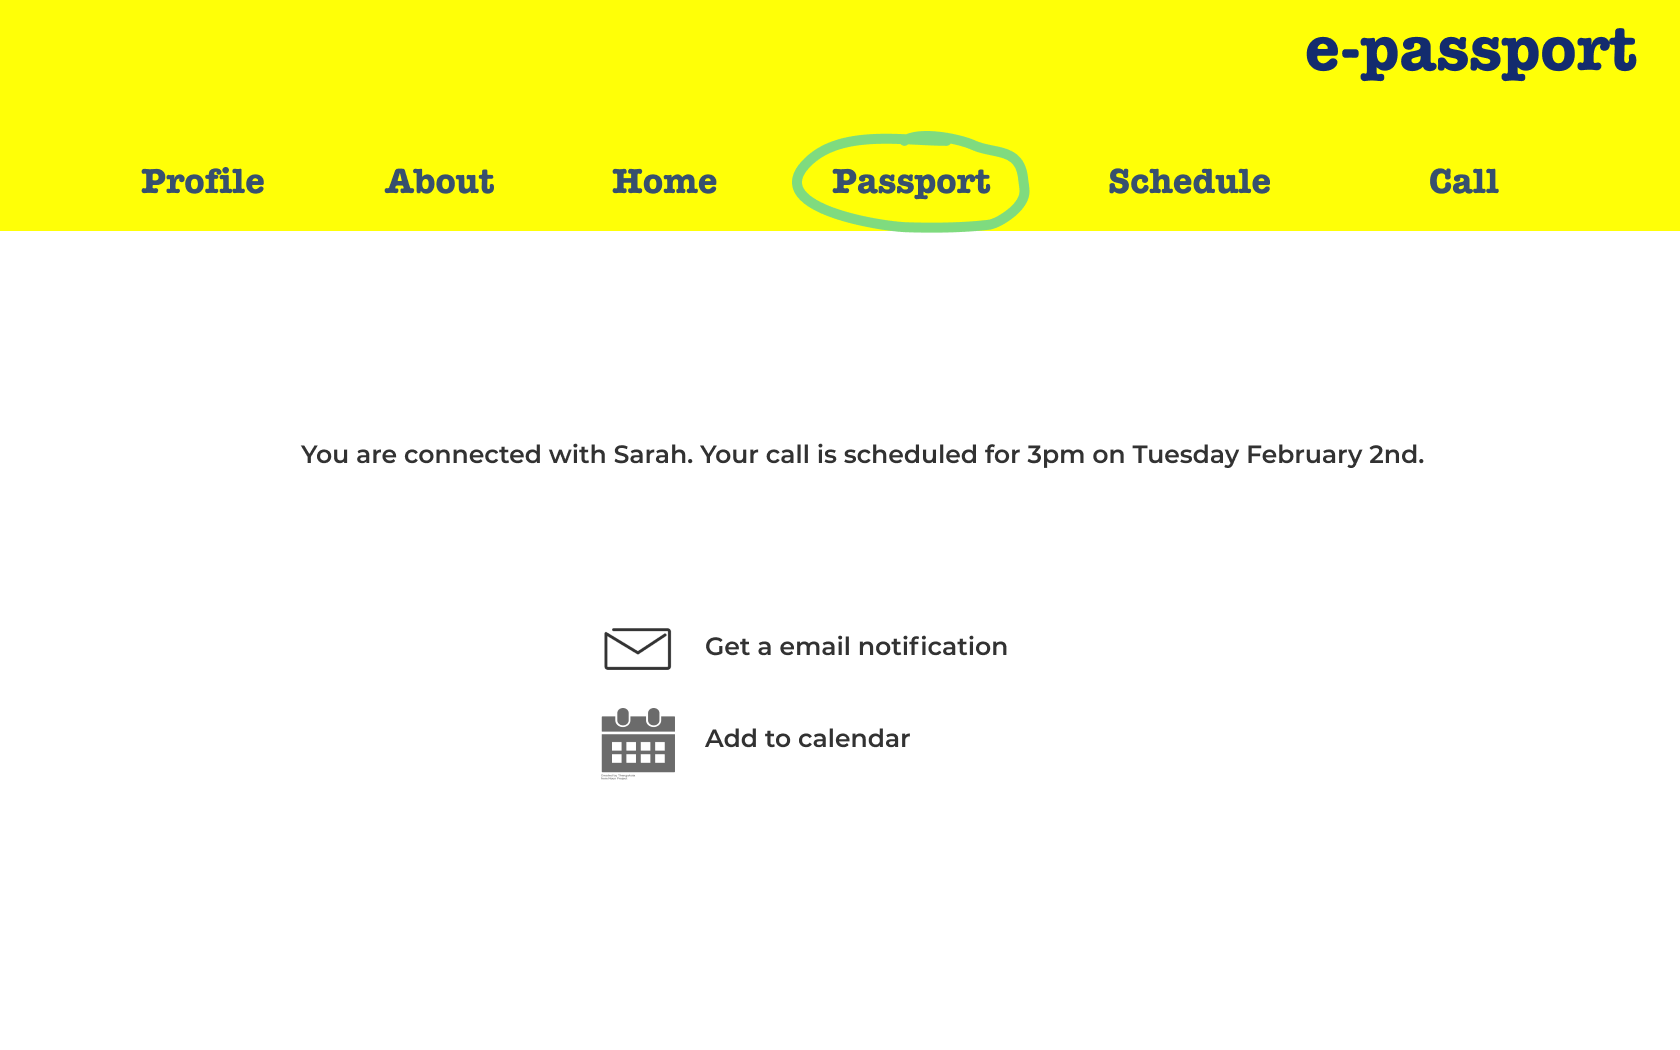 e-passport
Profile About Home Passport Schedule Call
You are connected with Sarah. Your call is scheduled for 3pm on Tuesday February 2nd.
Get a email notification
Add to calendar